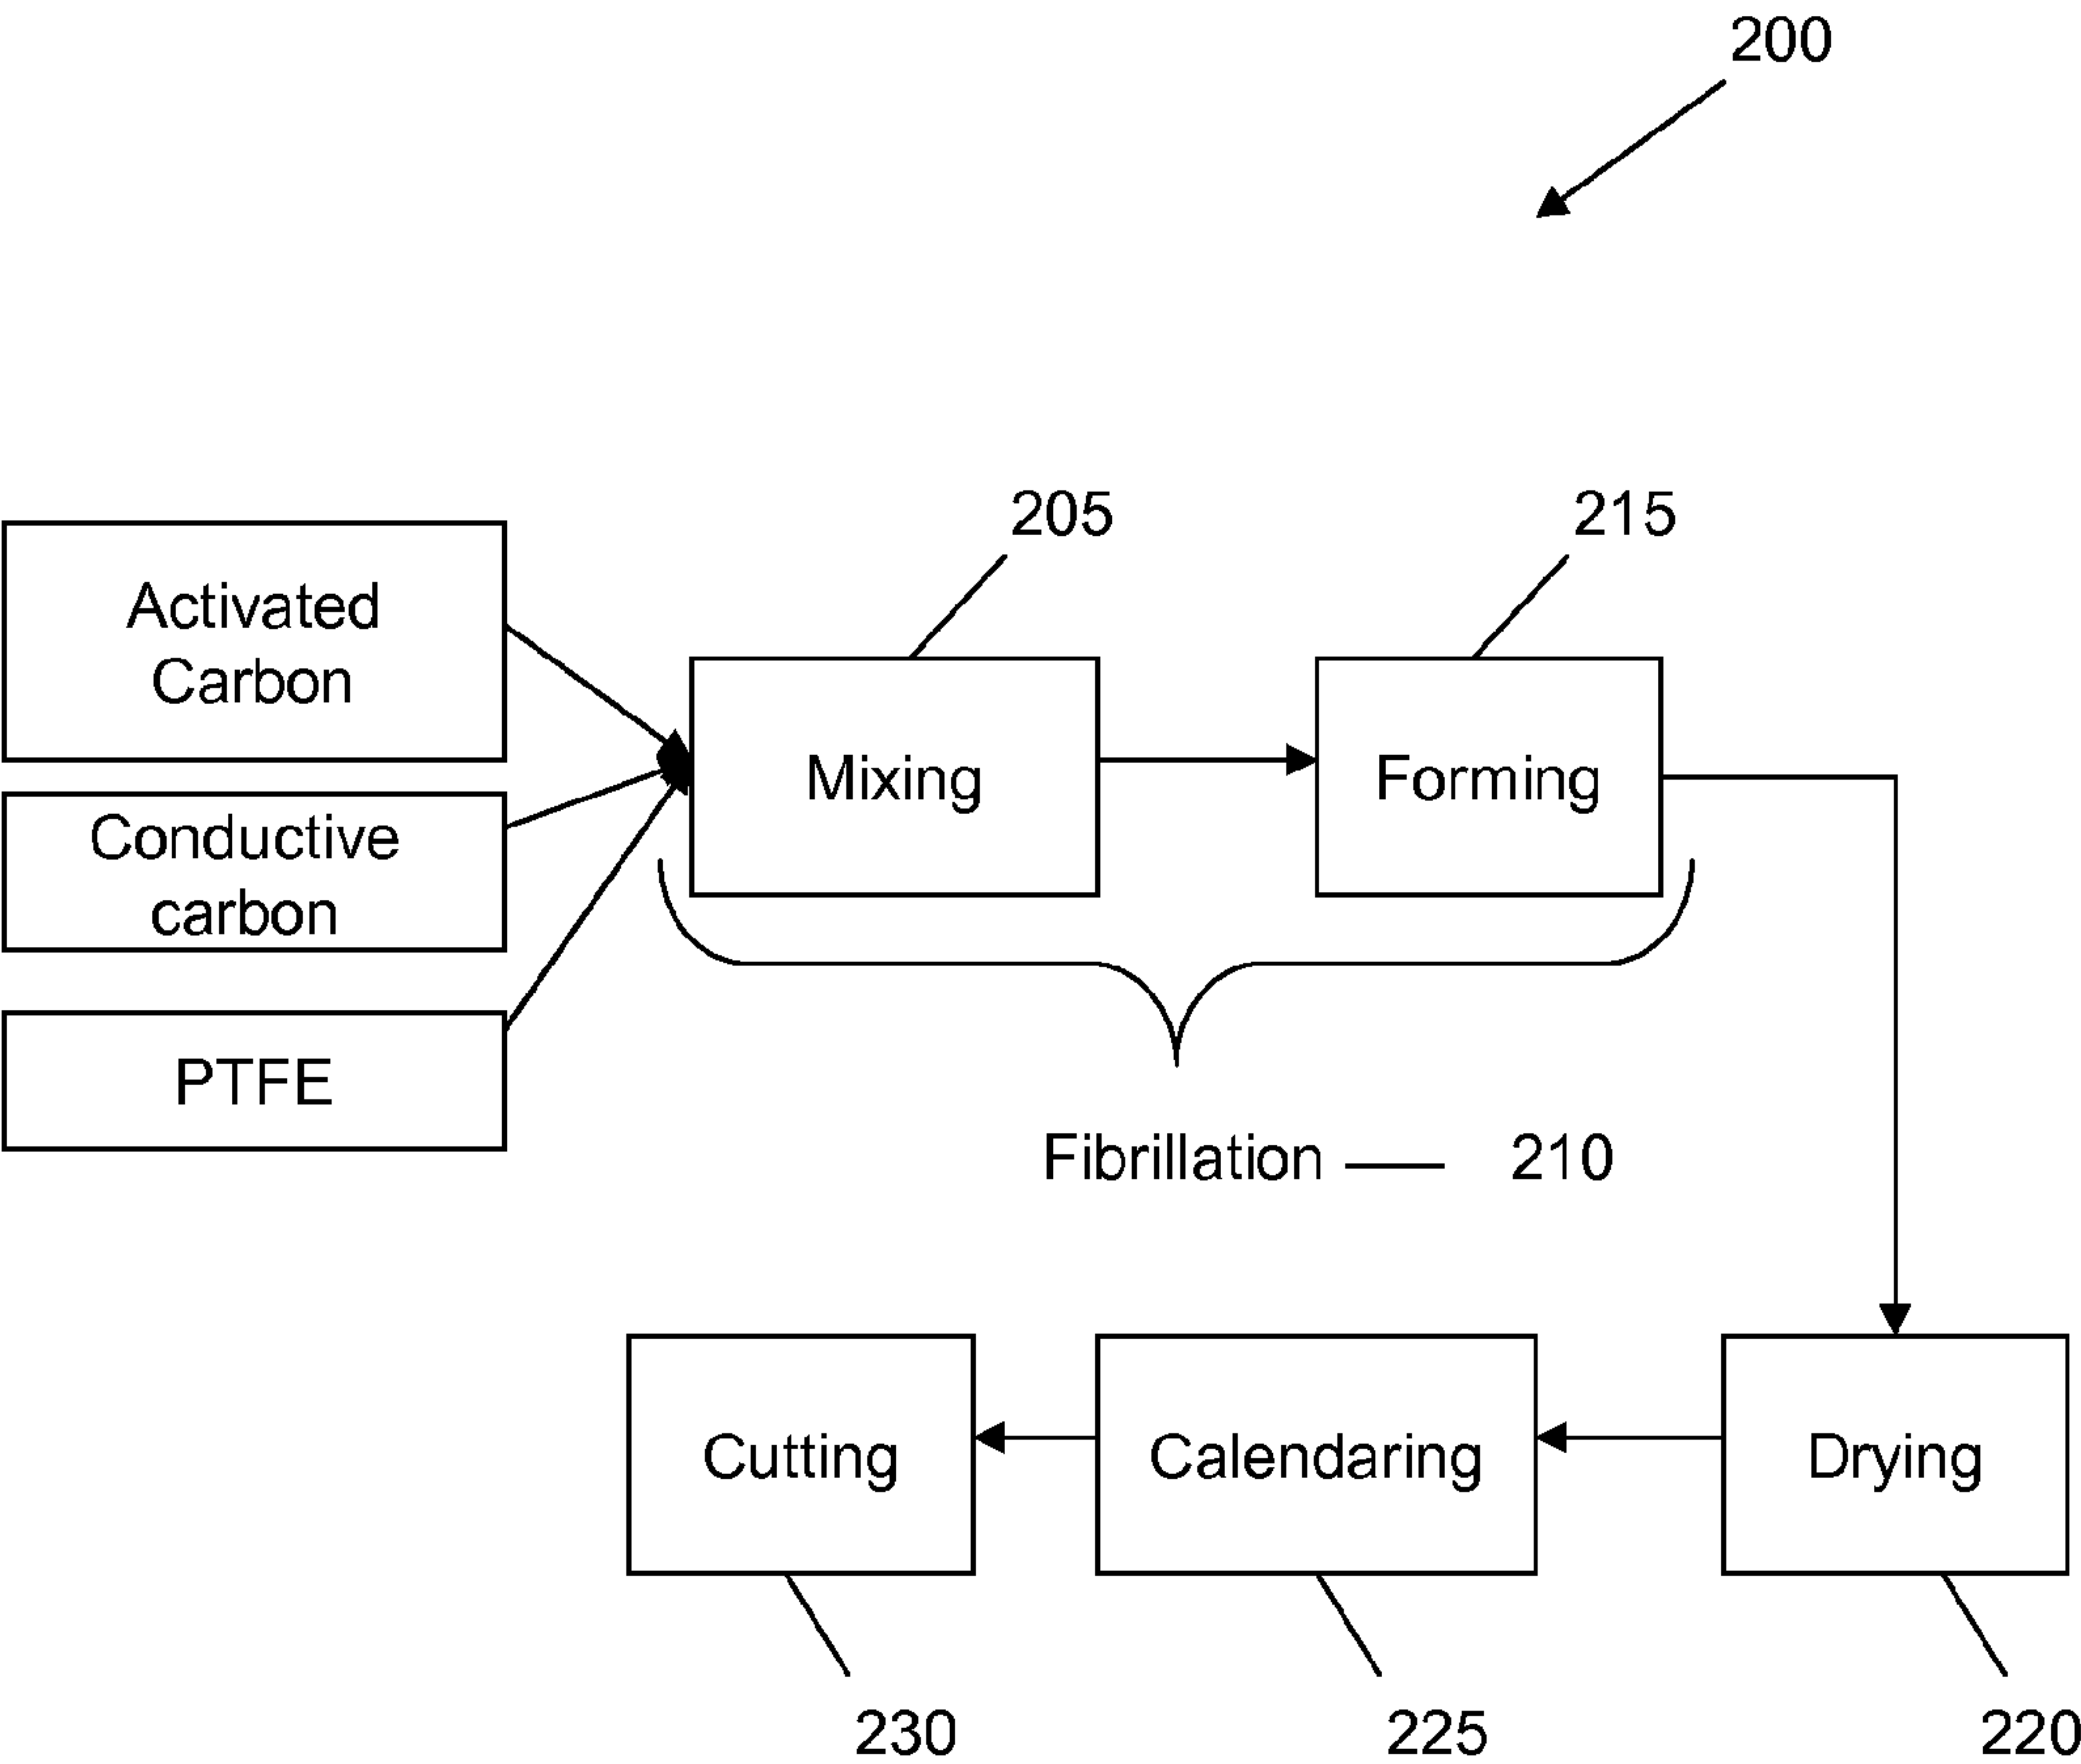 200
205
215
Activated
Carbon
Mixing
Forming
Conductive
carbon
PTFE
Fibrillation
210
Cutting
Calendaring
Drying
230
225
220